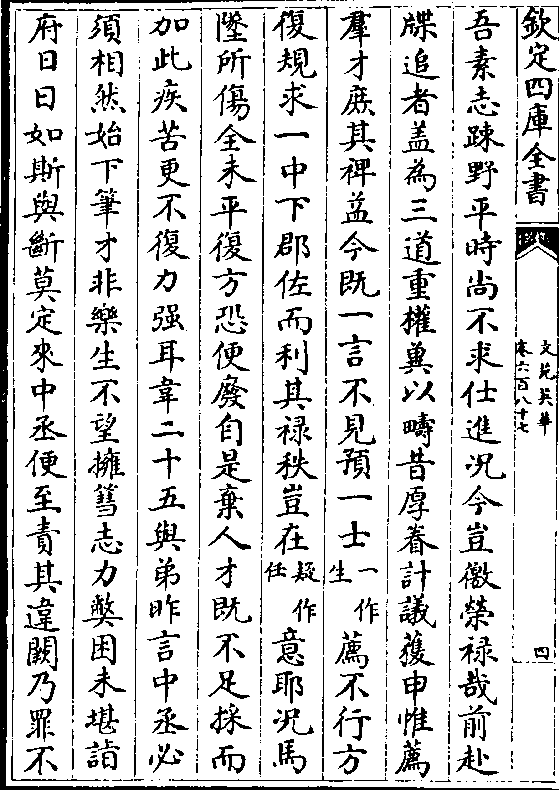 欽定四庫全書
文苑英華
卷六百八十七
四
吾素志踈野平時尚不求仕進况今豈徼榮禄哉前赴
牒追者盖為三道重權冀以疇昔厚眷計議獲申惟薦
羣才庶其裨益今既一言不見預一士一作生薦不行方
復規求一中下郡佐而利其禄秩豈在疑作任意耶况馬
墜所傷全未平復方恐便廢自是棄人才既不足採而
加此疾苦更不復力强耳韋二十五與弟昨言中丞必
須相然始下筆才非樂生不望擁篲志力弊困未堪詣
府日日如斯與斷莫定來中丞便至責其違闕乃罪不